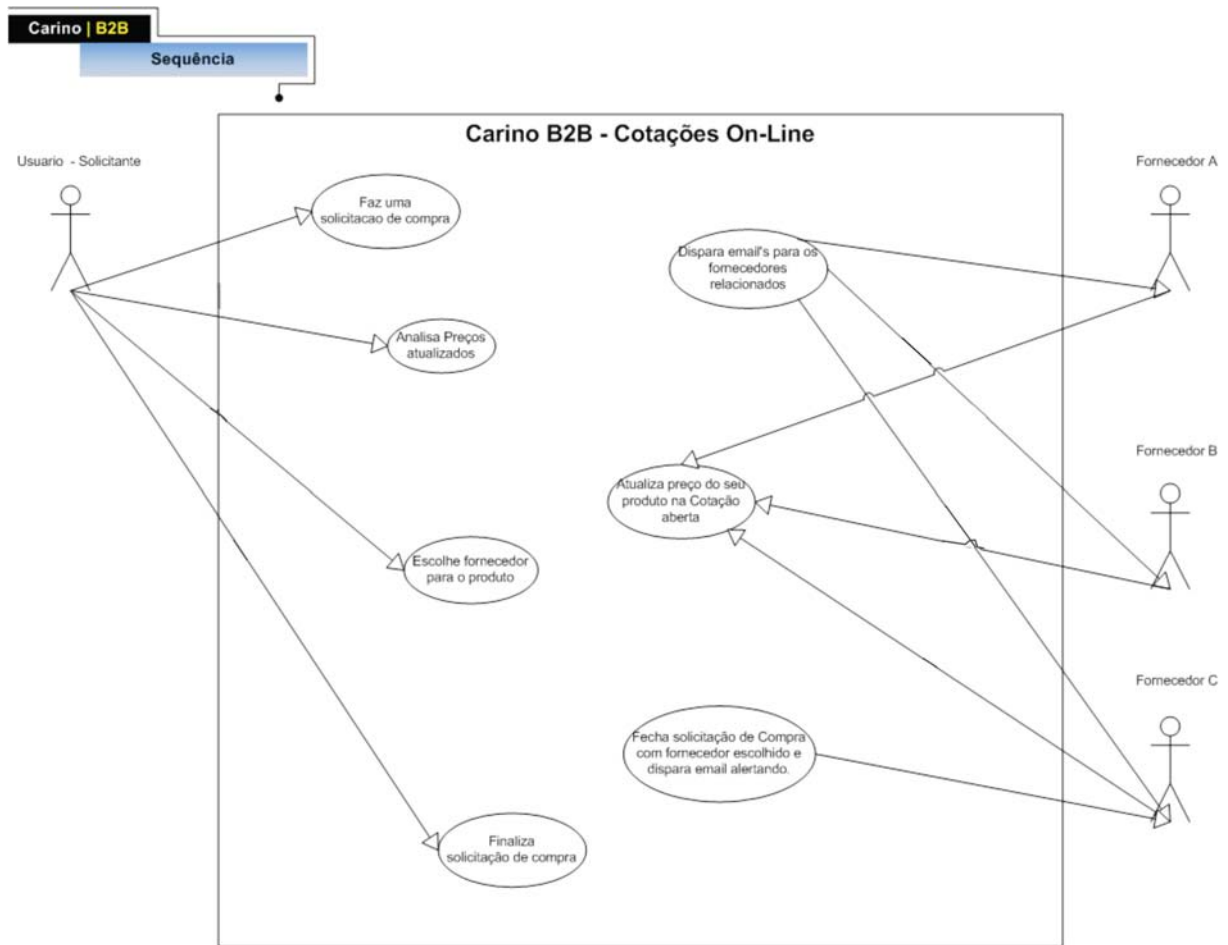 Carino | B2B
Sequência
Carino B2B - Cotações On-Line
Usuario - Solicitante
Fornecedor A
Faz uma
solicitacao de compra
Dispara email's para os
fornecedores
relacionados
Analisa Preços
atualizados
Fornecedor B
Atualiza preço do seu
produto na Cotação
aberta
Escolhe fornecedor
para o produto
Fornecedor C
Fecha solicitação de Compra
com fornecedor escolhido e
dispara email alertando.
Finaliza
solicitação de compra